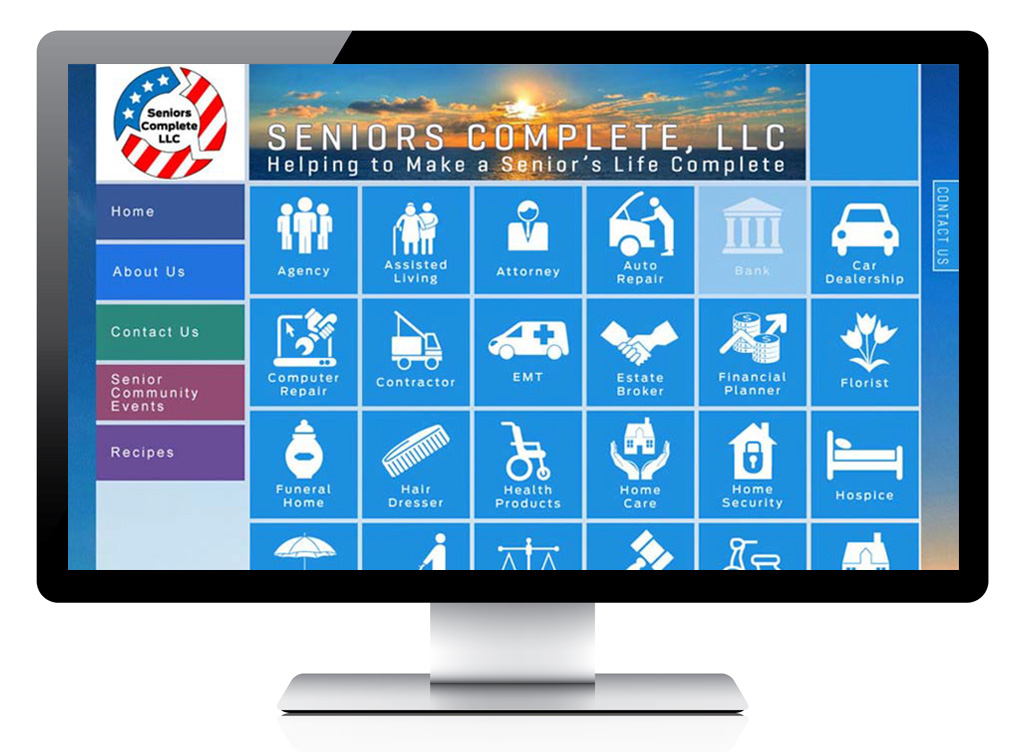 Seniors
Complete
LLC
SENIORS COMPLETE, LLC
Helping to Make a Senior's Life Complete
Home
About Us
Contact Us
Senior
Community
Events
Recipes
CONTACT US
Agency
Assisted
Living
Attorney
Auto
Repair
Bank
Car
Dealership
Computer
Repair
Contractor
EMT
Estate
Broker
Financial
Planner
Florist
Funeral
Home
Hair
Dresser
Health
Products
Home
Care
Home
Security
Hospice